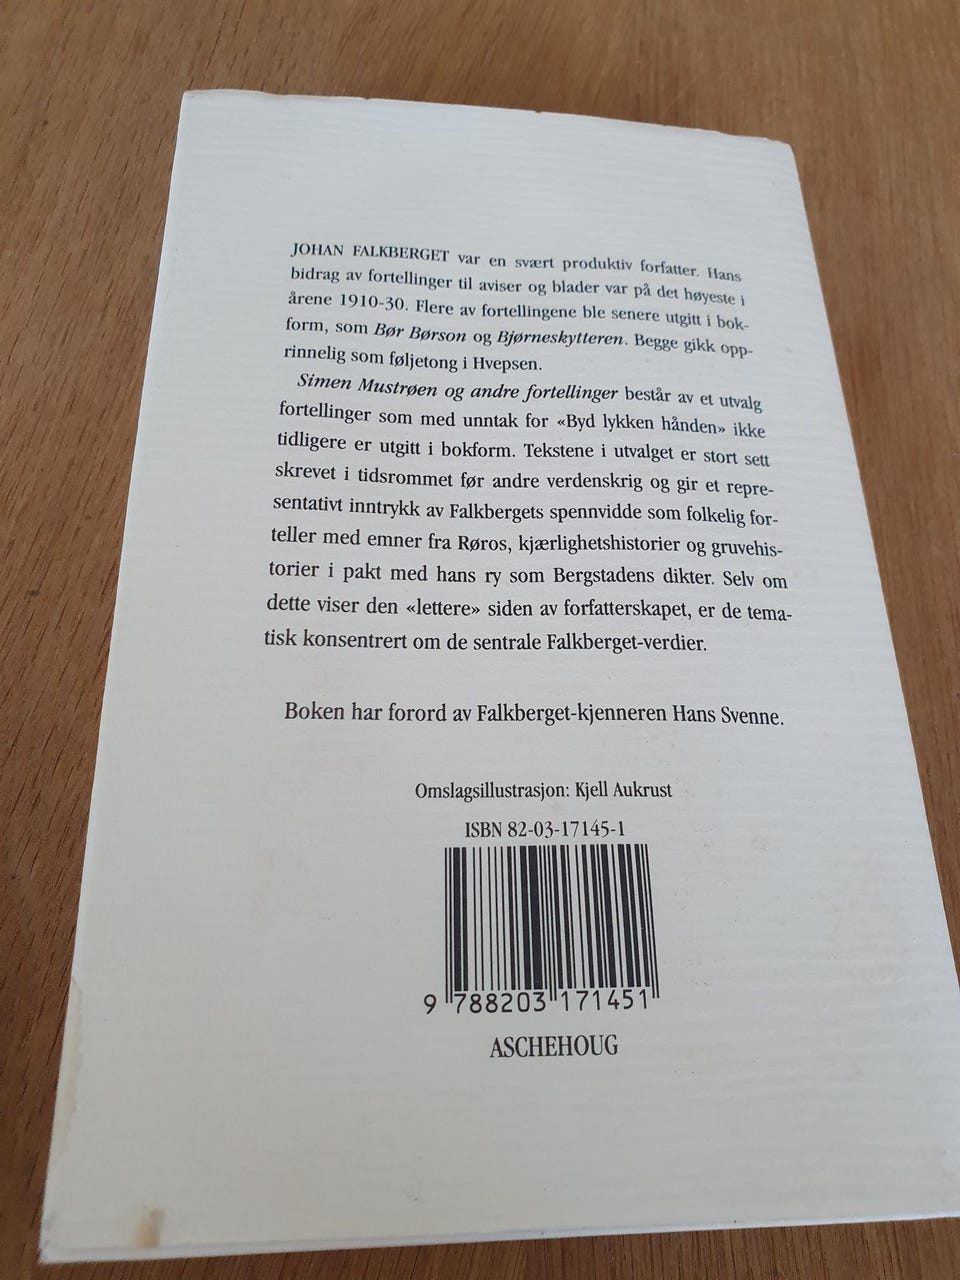 JOHAN FALKBERGET var en svært produktiv forfatter. Hans
bidrag av fortellinger til aviser og blader var på det høyeste i
årene 1910-30. Flere av fortellingene ble senere utgitt i bok-
form, som Bør Børson og Bjørneskytteren. Begge gikk opp-
rinnelig som føljetong i Hvepsen.
Simen Mustrøen og andre fortellinger består av et utvalg
fortellinger som med unntak for «Byd lykken hånden» ikke
tidligere er utgitt i bokform. Tekstene i utvalget er stort sett
skrevet i tidsrommet før andre verdenskrig og gir et repre-
sentativt inntrykk av Falkbergets spennvidde som folkelig for-
teller med emner fra Røros, kjærlighetshistorier og gruvehis-
torier i pakt med hans ry som Bergstadens dikter. Selv om
dette viser den «lettere» siden av forfatterskapet, er de tema-
tisk konsentrert om de sentrale Falkberget-verdier.
Boken har forord av Falkberget-kjenneren Hans Svenne.
Omslagsillustrasjon: Kjell Aukrust
ISBN 82-03-17145-1
9 788203 171451
ASCHEHOUG